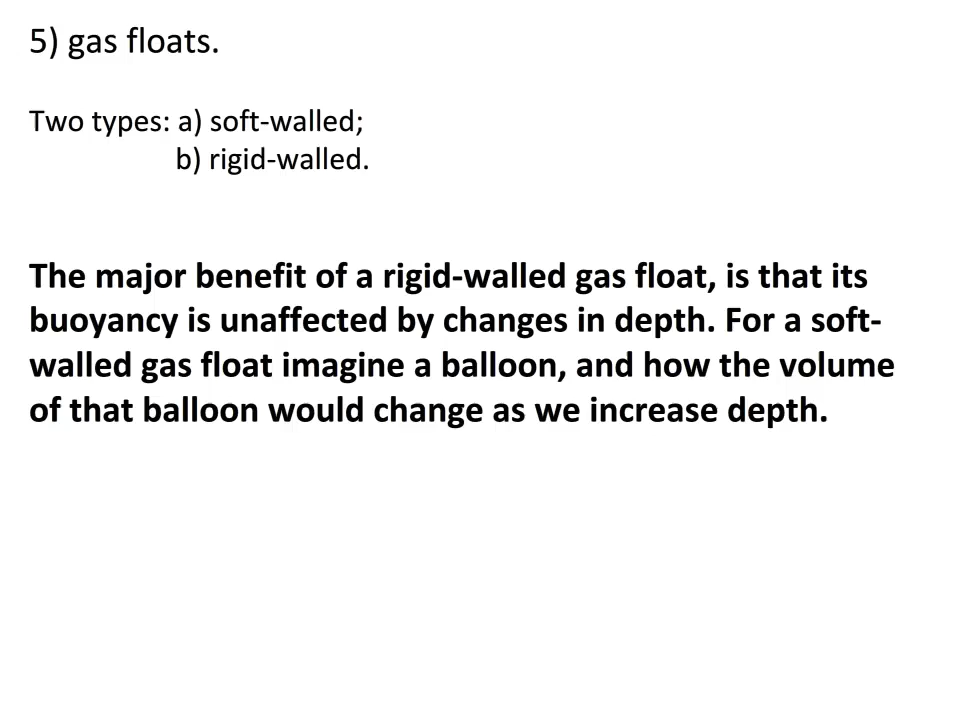 5) gas floats.
Two types: a) soft-walled;
b) rigid-walled.
The major benefit of a rigid-walled gas float, is that its
buoyancy is unaffected by changes in depth. For a soft-
walled gas float imagine a balloon, and how the volume
of that balloon would change as we increase depth.